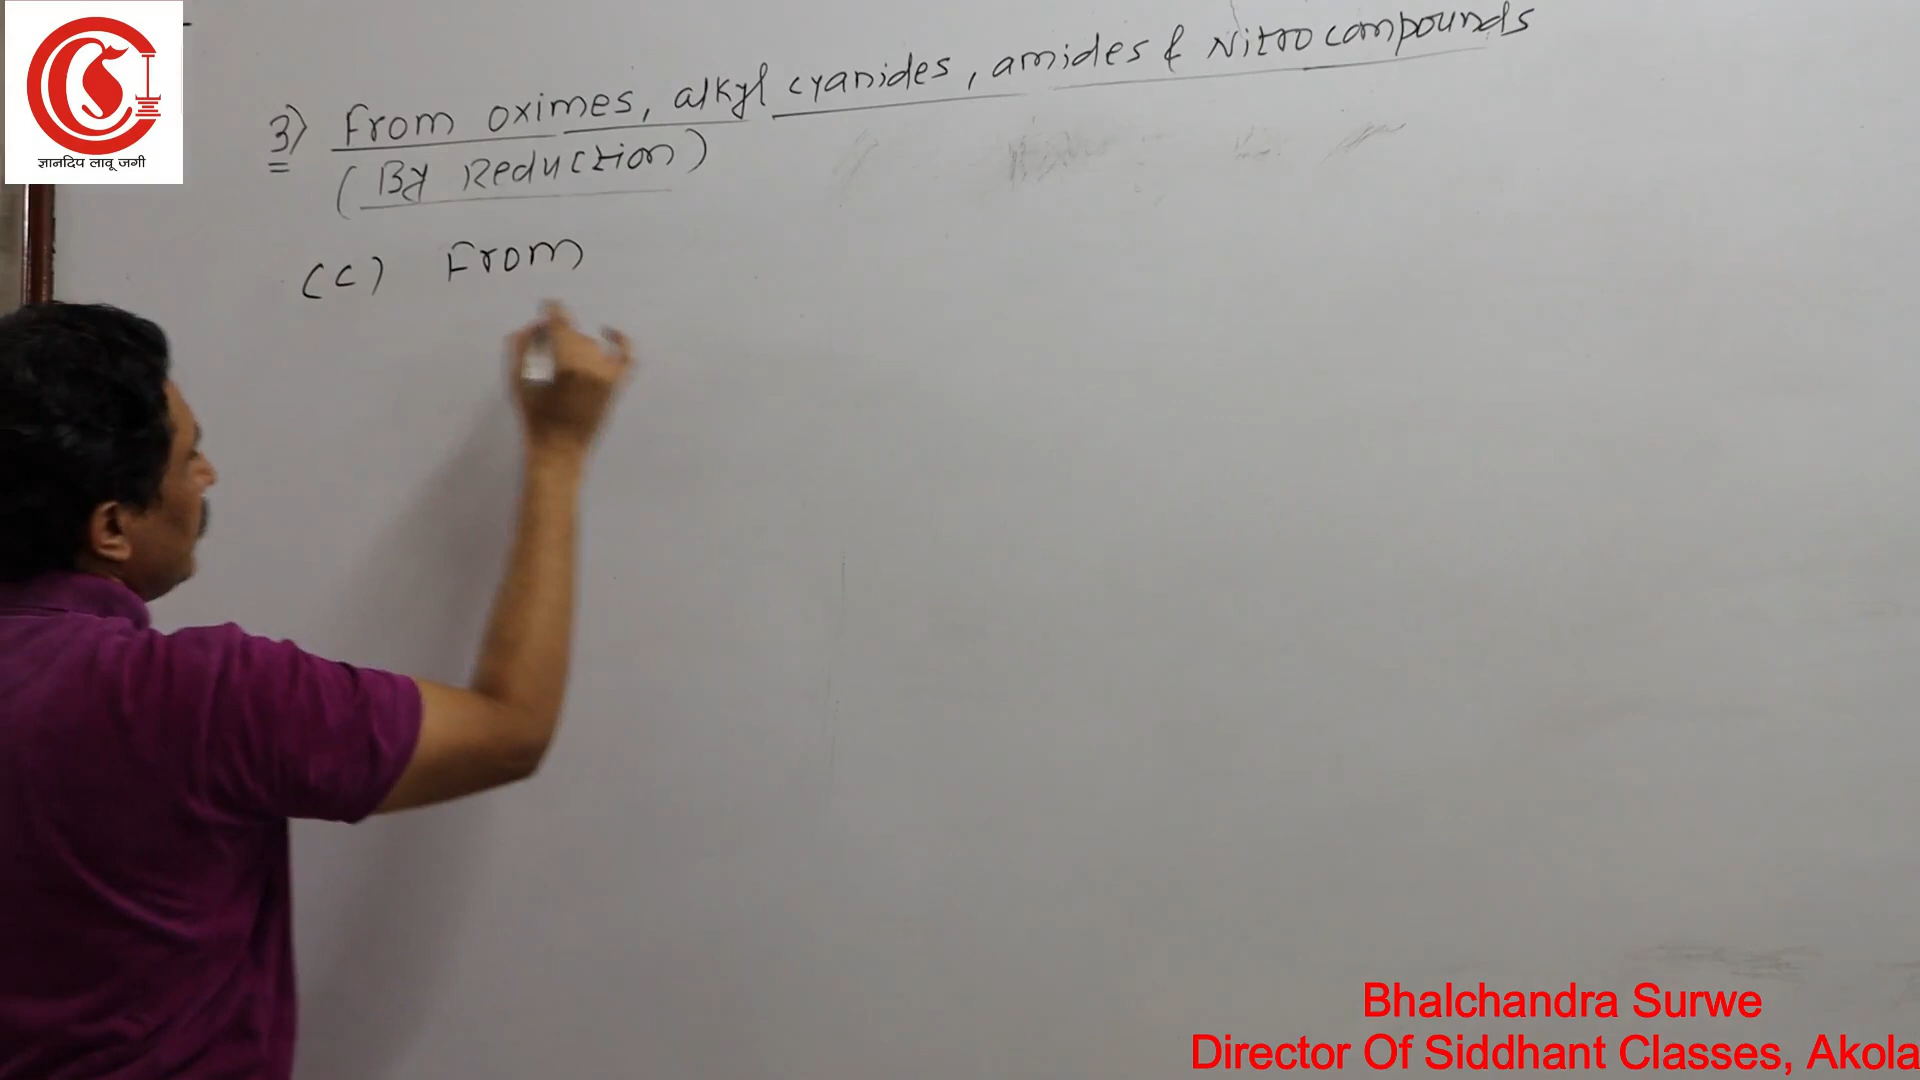 ज्ञानदिप लावू जगी
3) From oximes, alkyl cyanides, amides & Nitro compounds
(By Reduction)
(C) From
Bhalchandra Surwe
Director Of Siddhant Classes, Akola